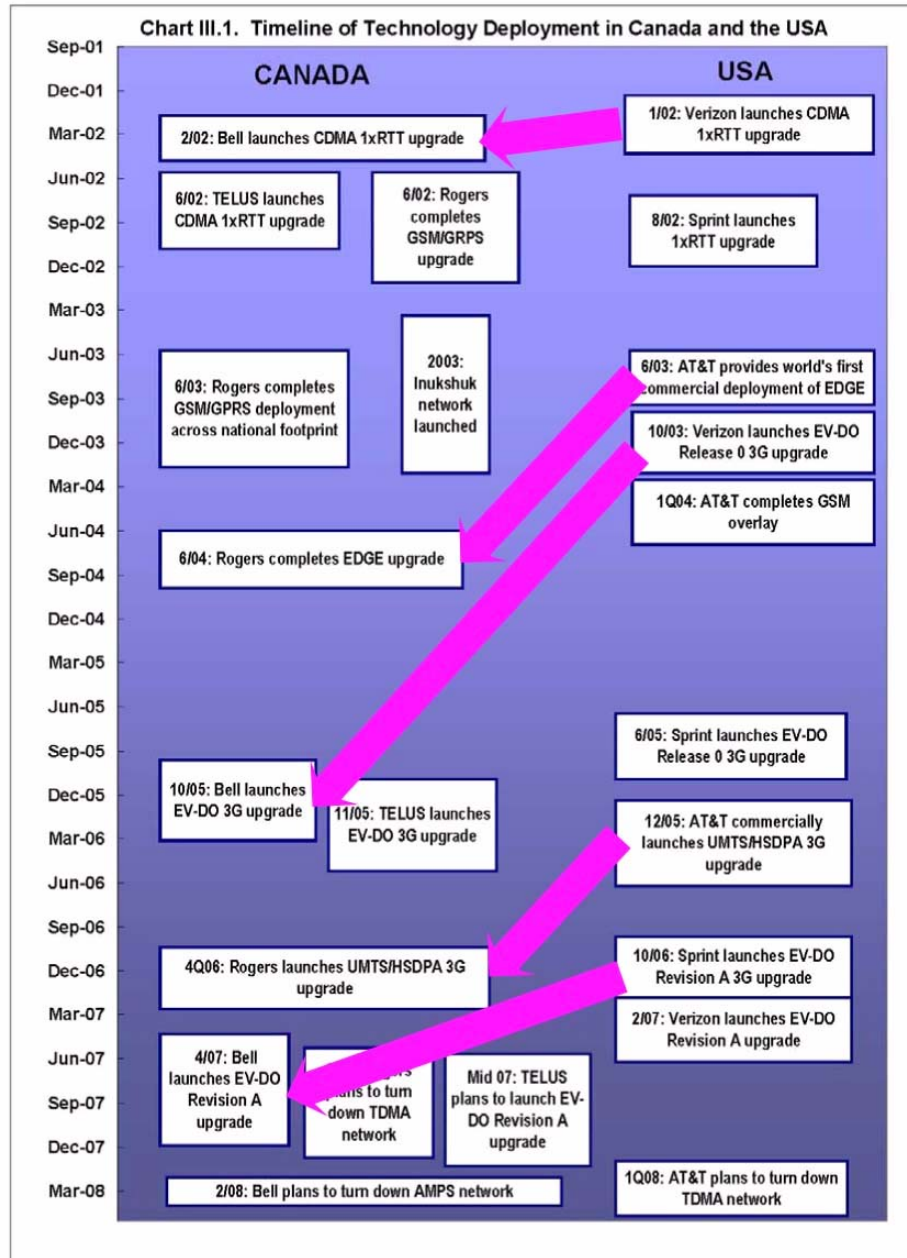 Chart III.1. Timeline of Technology Deployment in Canada and the USA
Sep-01
Dec-01
Mar-02
Jun-02
Sep-02
Dec-02
Mar-03
Jun-03
Sep-03
Dec-03
Mar-04
Jun-04
Sep-04
Dec-04
Mar-05
Jun-05
Sep-05
Dec-05
Mar-06
Jun-06
Sep-06
Dec-06
Mar-07
Jun-07
Sep-07
Dec-07
Mar-08
CANADA
2/02: Bell launches CDMA 1xRTT upgrade
6/02: TELUS launches
CDMA 1xRTT upgrade
6/02: Rogers
completes
GSM/GRPS
upgrade
6/03: Rogers completes
GSM/GPRS deployment
across national footprint
2003:
Inukshuk
network
launched
6/04: Rogers completes EDGE upgrade
10/05: Bell launches
EV-DO 3G upgrade
11/05: TELUS launches
EV-DO 3G upgrade
4Q06: Rogers launches UMTS/HSDPA 3G
upgrade
4/07: Bell
launches EV-DO
Revision A
upgrade
plans to turn
down TDMA
network
Mid 07: TELUS
plans to launch EV-
DO Revision A
upgrade
2/08: Bell plans to turn down AMPS network
USA
1/02: Verizon launches CDMA
1xRTT upgrade
8/02: Sprint launches
1xRTT upgrade
6/03: AT&T provides world's first
commercial deployment of EDGE
10/03: Verizon launches EV-DO
Release 0 3G upgrade
1Q04: AT&T completes GSM
overlay
6/05: Sprint launches EV-DO
Release 0 3G upgrade
12/05: AT&T commercially
launches UMTS/HSDPA 3G
upgrade
10/06: Sprint launches EV-DO
Revision A 3G upgrade
2/07: Verizon launches EV-DO
Revision A upgrade
1Q08: AT&T plans to turn down
TDMA network